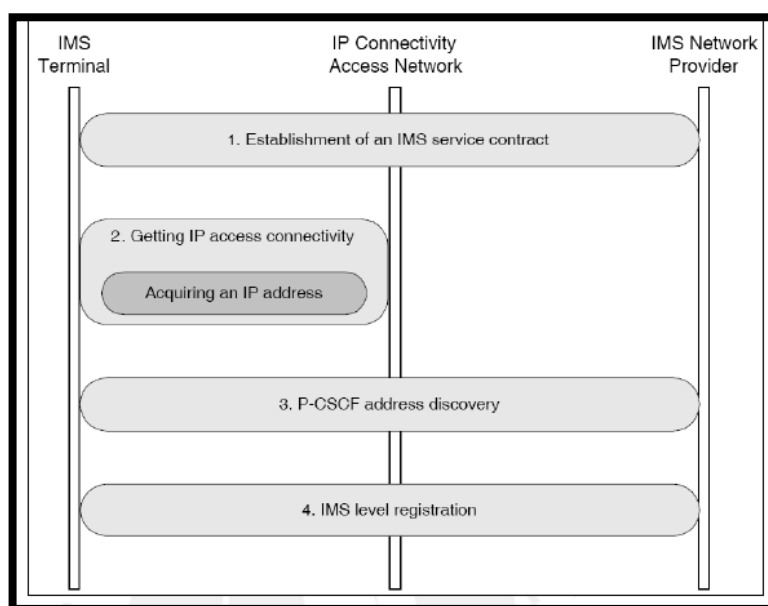 IMS
Terminal
IP Connectivity
Access Network
IMS Network
Provider
1. Establishment of an IMS service contract
2. Getting IP access connectivity
Acquiring an IP address
3. P-CSCF address discovery
4. IMS level registration